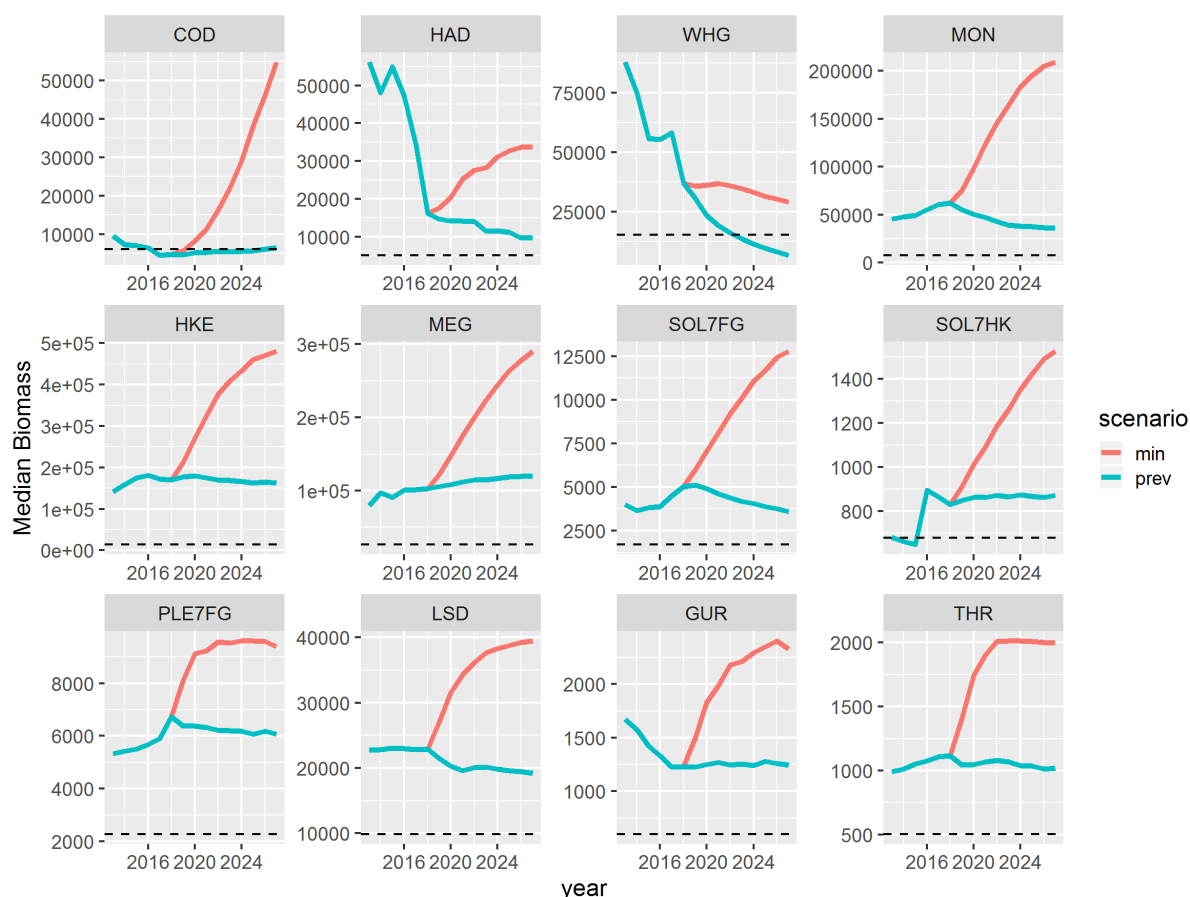 COD HAD WHG MON
50000
40000
30000
20000
10000
50000
40000
30000
20000
10000
75000
50000
25000
200000
150000
100000
50000
0
2016 2020 2024 2016 2020 2024 2016 2020 2024 2016 2020 2024
HKE MEG SOL7FG SOL7HK
5e+05
4e+05
3e+05
2e+05
1e+05
0e+00
3e+05
2e+05
1e+05
12500
10000
7500
5000
2500
1400
1200
1000
800
2016 2020 2024 2016 2020 2024 2016 2020 2024 2016 2020 2024
PLE7FG LSD GUR THR
8000
6000
4000
2000
40000
30000
20000
10000
2000
1500
1000
2000
1500
1000
500
2016 2020 2024 2016 2020 2024 2016 2020 2024 2016 2020 2024
Median Biomass
year
scenario
min
prev